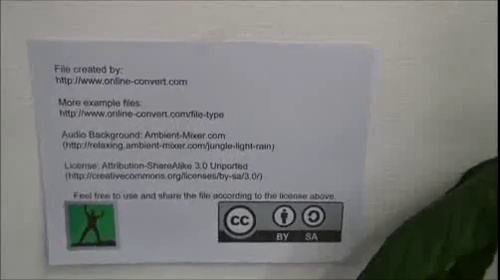 File created by:
http://www.online-convert.com
More example files:
http://www.online-convert.com/file-type
Audio Background: Ambient-Mixer.com
(http://relaxing.ambient-mixer.com/jungle-light-rain)
License: Attribution-ShareAlike 3.0 Unported
(http://creativecommons.org/licenses/by-sa/3.0/)
Feel free to use and share the file according to the license above.
cc
BY SA